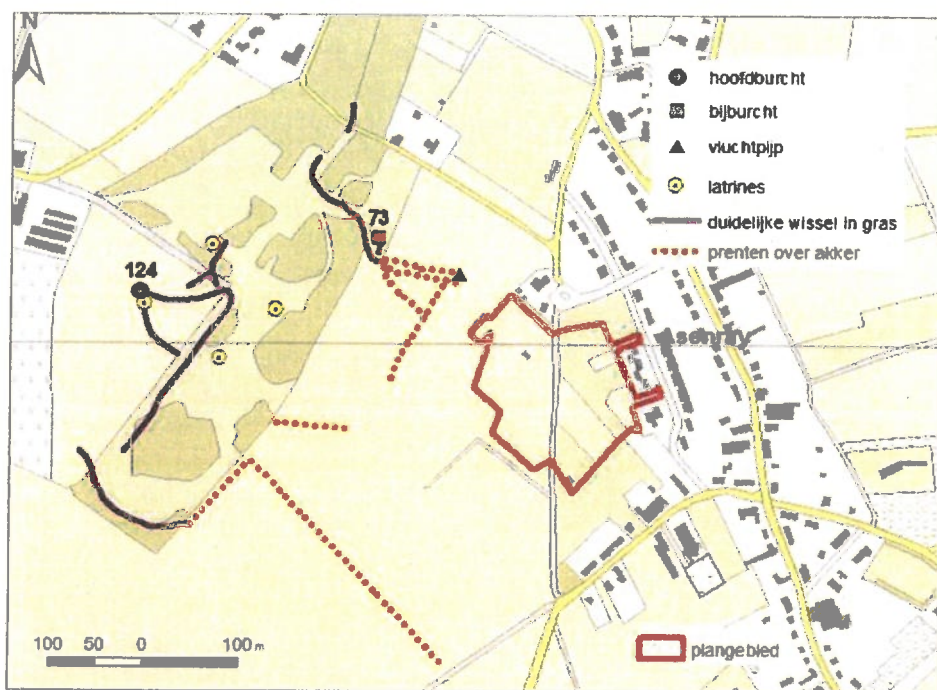 N
hoofdburcht
bijburcht
vluchtpijp
latrines
duidelijke wissel in gras
prenten over akker
73
124
100 50 0 100 m
plangebied